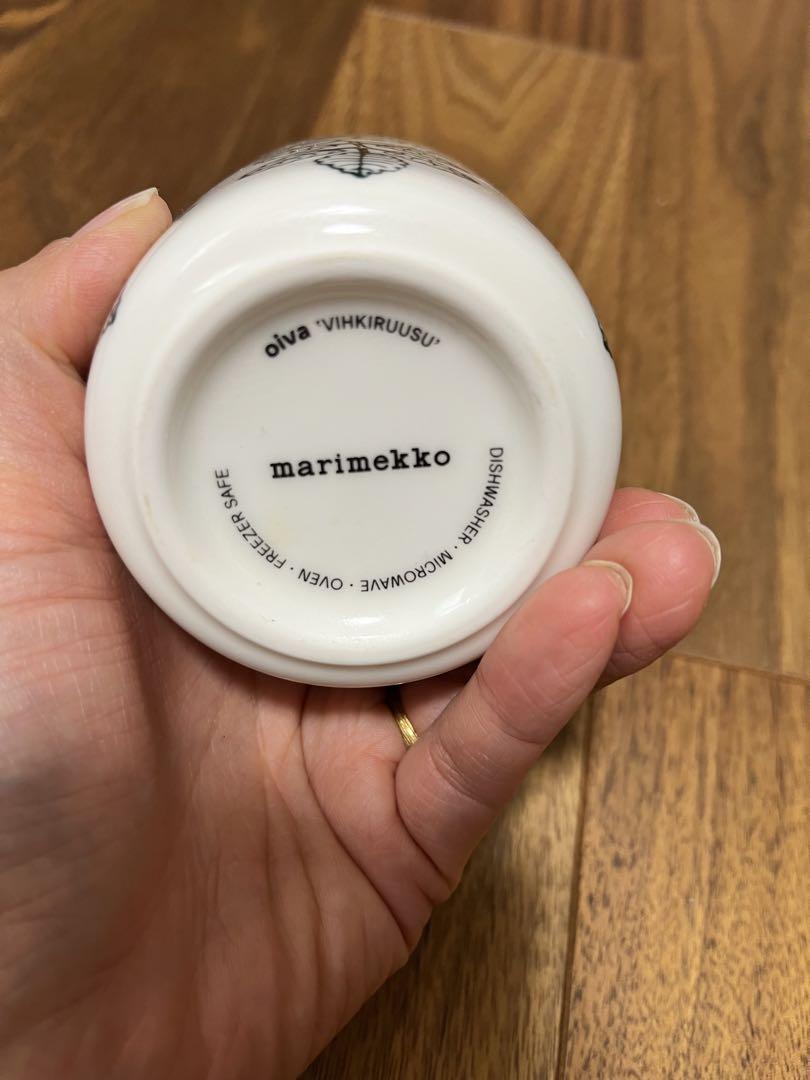 oiva 'VIHKIRUUSU'
marimekko
DISHWASHER · MICROWAVE · OVEN · FREEZER SAFE